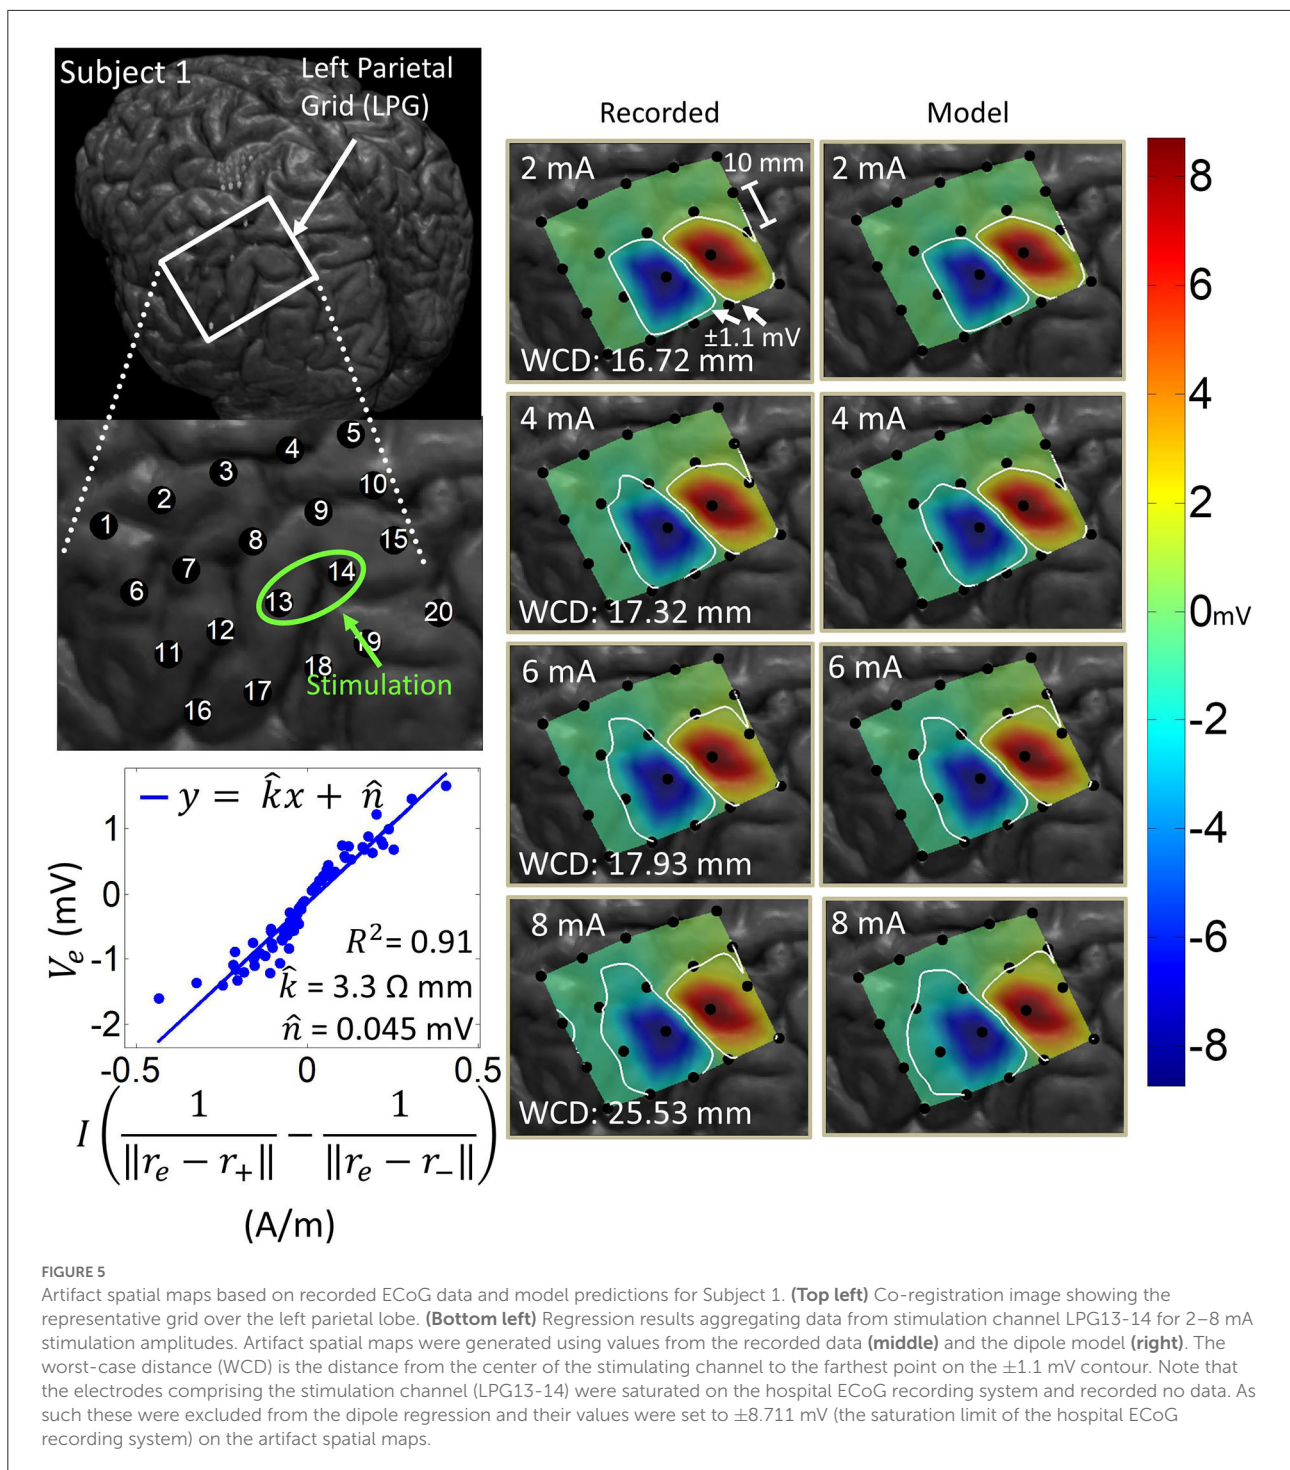 Subject 1
Left Parietal
Grid (LPG)
1
2
3
4
5
6
7
8
9
10
11
12
13
14
15
16
17
18
19
20
Stimulation
y = k̂x + n̂
R² = 0.91
k̂ = 3.3 Ω mm
n̂ = 0.045 mV
Vₑ (mV)
1
0
-1
-2
-0.5
0
0.5
I(1/‖rₑ − r₊‖ − 1/‖rₑ − r₋‖)
(A/m)
Recorded
Model
2 mA
10 mm
±1.1 mV
WCD: 16.72 mm
2 mA
4 mA
WCD: 17.32 mm
4 mA
6 mA
WCD: 17.93 mm
6 mA
8 mA
WCD: 25.53 mm
8 mA
8
6
4
2
0mV
-2
-4
-6
-8
FIGURE 5
Artifact spatial maps based on recorded ECoG data and model predictions for Subject 1. (Top left) Co-registration image showing the
representative grid over the left parietal lobe. (Bottom left) Regression results aggregating data from stimulation channel LPG13-14 for 2–8 mA
stimulation amplitudes. Artifact spatial maps were generated using values from the recorded data (middle) and the dipole model (right). The
worst-case distance (WCD) is the distance from the center of the stimulating channel to the farthest point on the ±1.1 mV contour. Note that
the electrodes comprising the stimulation channel (LPG13-14) were saturated on the hospital ECoG recording system and recorded no data. As
such these were excluded from the dipole regression and their values were set to ±8.711 mV (the saturation limit of the hospital ECoG
recording system) on the artifact spatial maps.